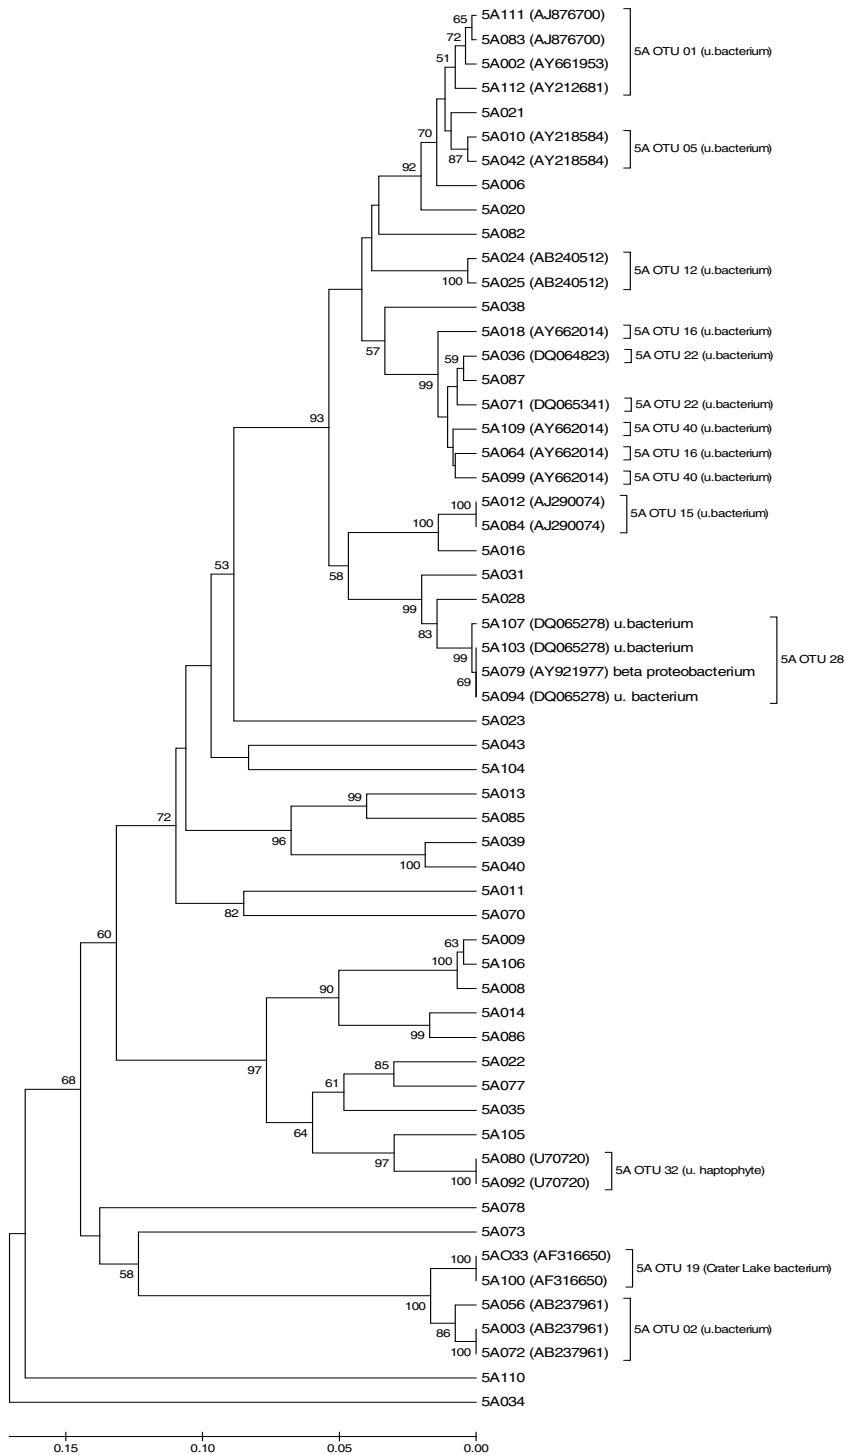 65
5A111 (AJ876700)
72
5A083 (AJ876700)
5A OTU 01 (u.bacterium)
51
5A002 (AY661953)
5A112 (AY212681)
5A021
70
5A010 (AY218584)
5A OTU 05 (u.bacterium)
87
5A042 (AY218584)
92
5A006
5A020
5A082
5A024 (AB240512)
5A OTU 12 (u.bacterium)
100
5A025 (AB240512)
5A038
5A018 (AY662014)
5A OTU 16 (u.bacterium)
57
59
5A036 (DQ064823)
5A OTU 22 (u.bacterium)
99
5A087
5A071 (DQ065341)
5A OTU 22 (u.bacterium)
93
5A109 (AY662014)
5A OTU 40 (u.bacterium)
5A064 (AY662014)
5A OTU 16 (u.bacterium)
5A099 (AY662014)
5A OTU 40 (u.bacterium)
100
5A012 (AJ290074)
5A OTU 15 (u.bacterium)
100
5A084 (AJ290074)
5A016
53
58
5A031
99
5A028
83
5A107 (DQ065278) u.bacterium
99
5A103 (DQ065278) u.bacterium
5A OTU 28
69
5A079 (AY921977) beta proteobacterium
5A094 (DQ065278) u. bacterium
5A023
5A043
5A104
99
5A013
72
5A085
96
5A039
100
5A040
5A011
82
5A070
60
63
5A009
100
5A106
90
5A008
5A014
99
5A086
97
85
5A022
68
61
5A077
5A035
64
5A105
97
5A080 (U70720)
5A OTU 32 (u. haptophyte)
100
5A092 (U70720)
5A078
5A073
58
100
5AO33 (AF316650)
5A OTU 19 (Crater Lake bacterium)
5A100 (AF316650)
100
5A056 (AB237961)
86
5A003 (AB237961)
5A OTU 02 (u.bacterium)
100
5A072 (AB237961)
5A110
5A034
0.15 0.10 0.05 0.00